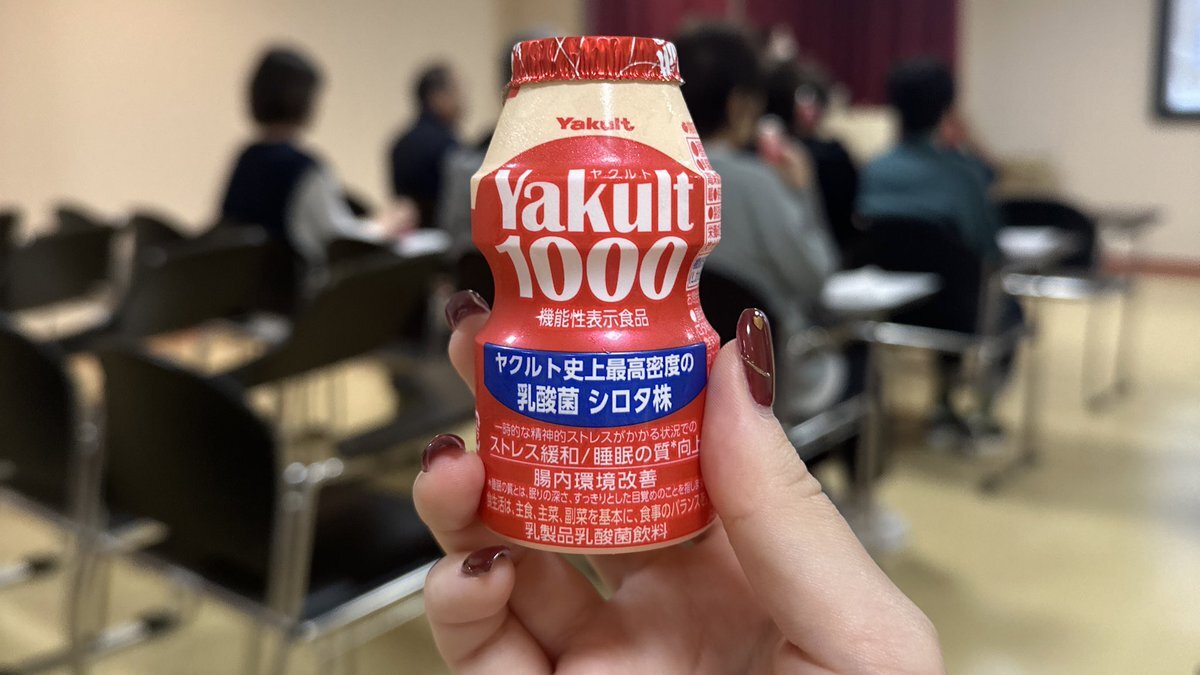 Yakult
ヤクルト
Yakult
1000
機能性表示食品
ヤクルト史上最高密度の
乳酸菌 シロタ株
一時的な精神的ストレスがかかる状況での
ストレス緩和/睡眠の質*向上
腸内環境改善
*睡眠の質とは、眠りの深さ、すっきりとした目覚めのことを指しま
食生活は、主食、主菜、副菜を基本に、食事のバランス
乳製品乳酸菌飲料